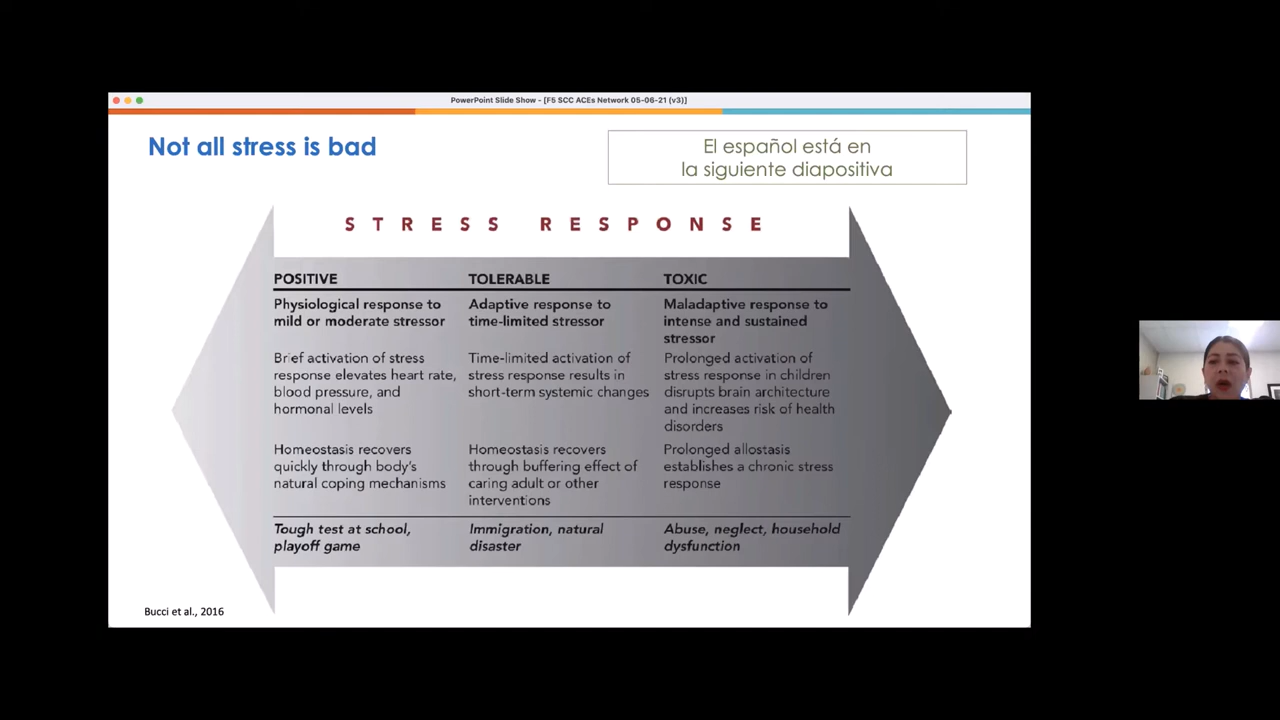 PowerPoint Slide Show - [F5 SCC ACEs Network 05-06-21 (v3)]
Not all stress is bad
El español está en
la siguiente diapositiva
STRESS RESPONSE
POSITIVE
Physiological response to
mild or moderate stressor
Brief activation of stress
response elevates heart rate,
blood pressure, and
hormonal levels
Homeostasis recovers
quickly through body's
natural coping mechanisms
Tough test at school,
playoff game
TOLERABLE
Adaptive response to
time-limited stressor
Time-limited activation of
stress response results in
short-term systemic changes
Homeostasis recovers
through buffering effect of
caring adult or other
interventions
Immigration, natural
disaster
TOXIC
Maladaptive response to
intense and sustained
stressor
Prolonged activation of
stress response in children
disrupts brain architecture
and increases risk of health
disorders
Prolonged allostasis
establishes a chronic stress
response
Abuse, neglect, household
dysfunction
Bucci et al., 2016